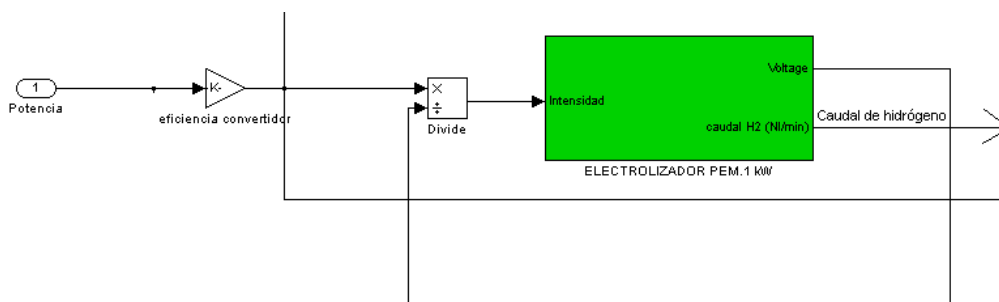 1
Potencia
K-
eficiencia convertidor
×
÷
Divide
Intensidad
Voltage
caudal H2 (Nl/min)
ELECTROLIZADOR PEM.1 kW
Caudal de hidrógeno